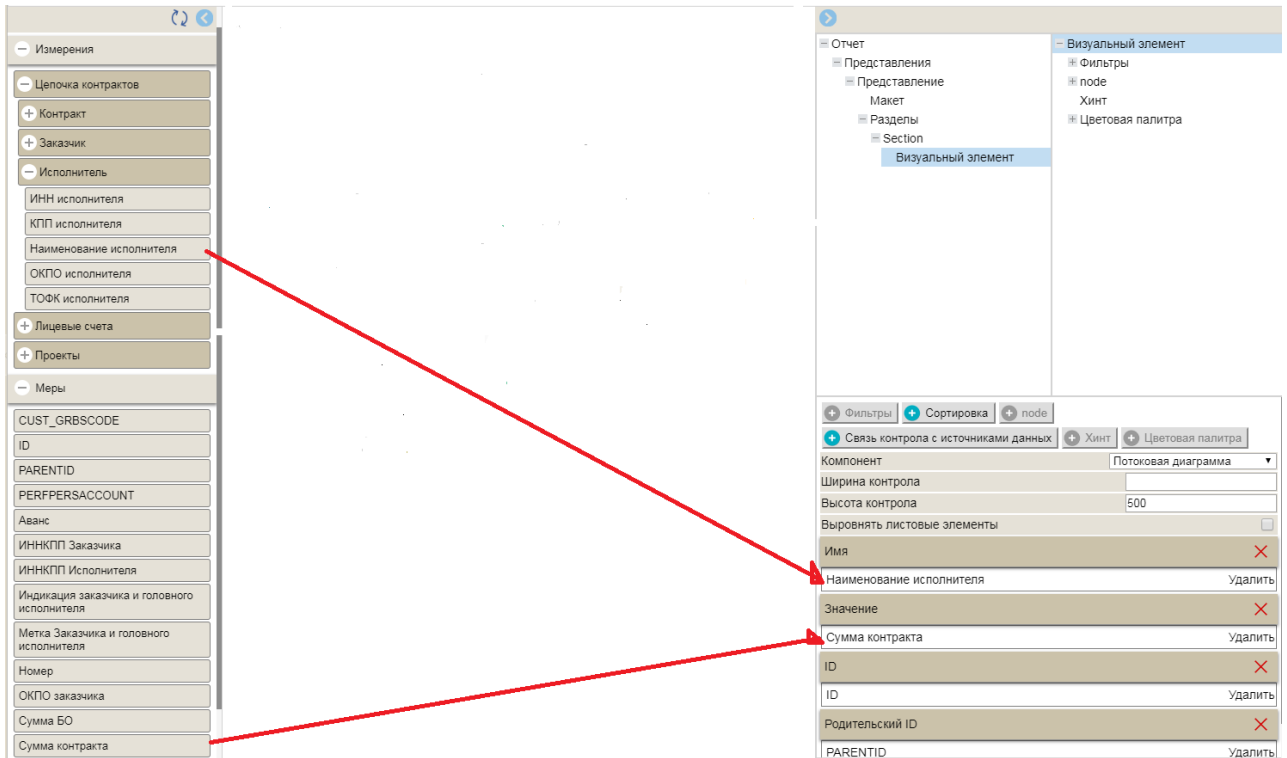 Измерения
Цепочка контрактов
Контракт
Заказчик
Исполнитель
ИНН исполнителя
КПП исполнителя
Наименование исполнителя
ОКПО исполнителя
ТОФК исполнителя
Лицевые счета
Проекты
Меры
CUST_GRBSCODE
ID
PARENTID
PERFPERSACCOUNT
Аванс
ИННКПП Заказчика
ИННКПП Исполнителя
Индикация заказчика и головного
исполнителя
Метка Заказчика и головного
исполнителя
Номер
ОКПО заказчика
Сумма БО
Сумма контракта
Отчет
Представления
Представление
Макет
Разделы
Section
Визуальный элемент
Визуальный элемент
Фильтры
node
Хинт
Цветовая палитра
Фильтры Сортировка node
Связь контрола с источниками данных Хинт Цветовая палитра
Компонент Потоковая диаграмма
Ширина контрола
Высота контрола 500
Выровнять листовые элементы
Имя
Наименование исполнителя Удалить
Значение
Сумма контракта Удалить
ID
ID Удалить
Родительский ID
PARENTID Удалить